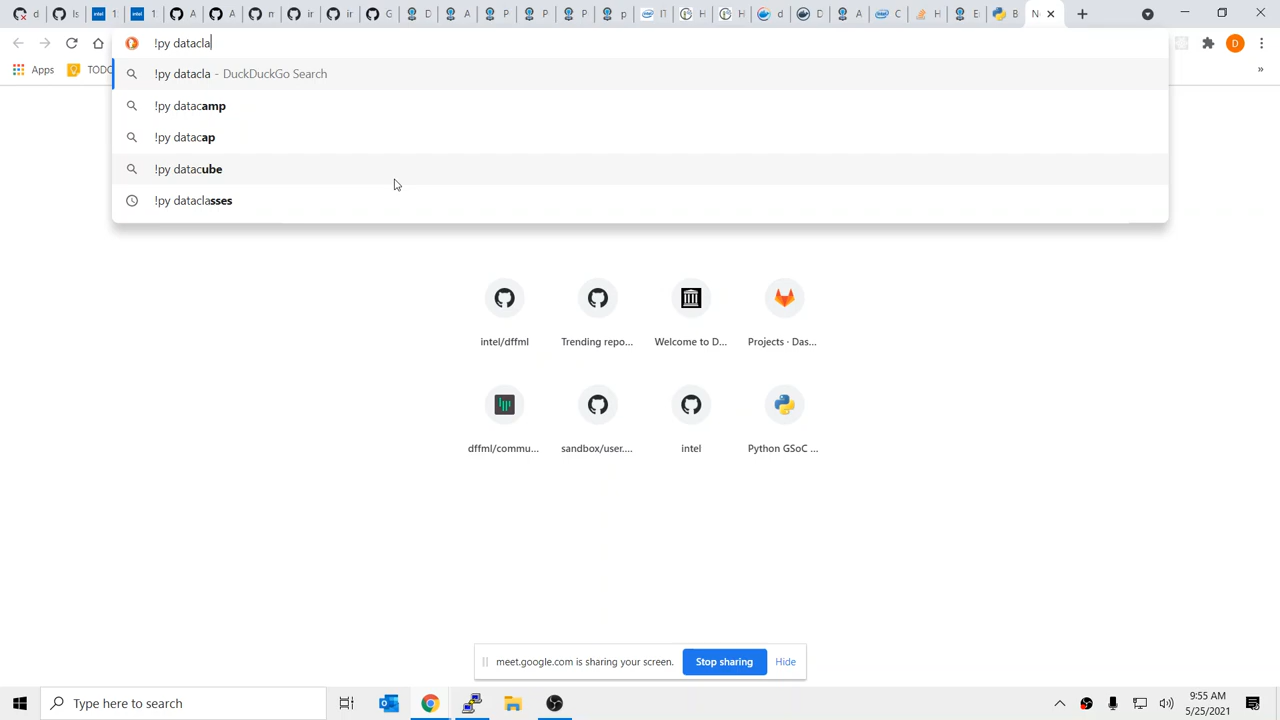 !py datacla
Apps
TODO
!py datacla - DuckDuckGo Search
!py datacamp
!py datacap
!py datacube
!py dataclasses
intel/dffml
Trending repo...
Welcome to D...
Projects · Das...
dffml/commu...
sandbox/user....
intel
Python GSoC ...
meet.google.com is sharing your screen.
Stop sharing
Hide
Type here to search
9:55 AM
5/25/2021